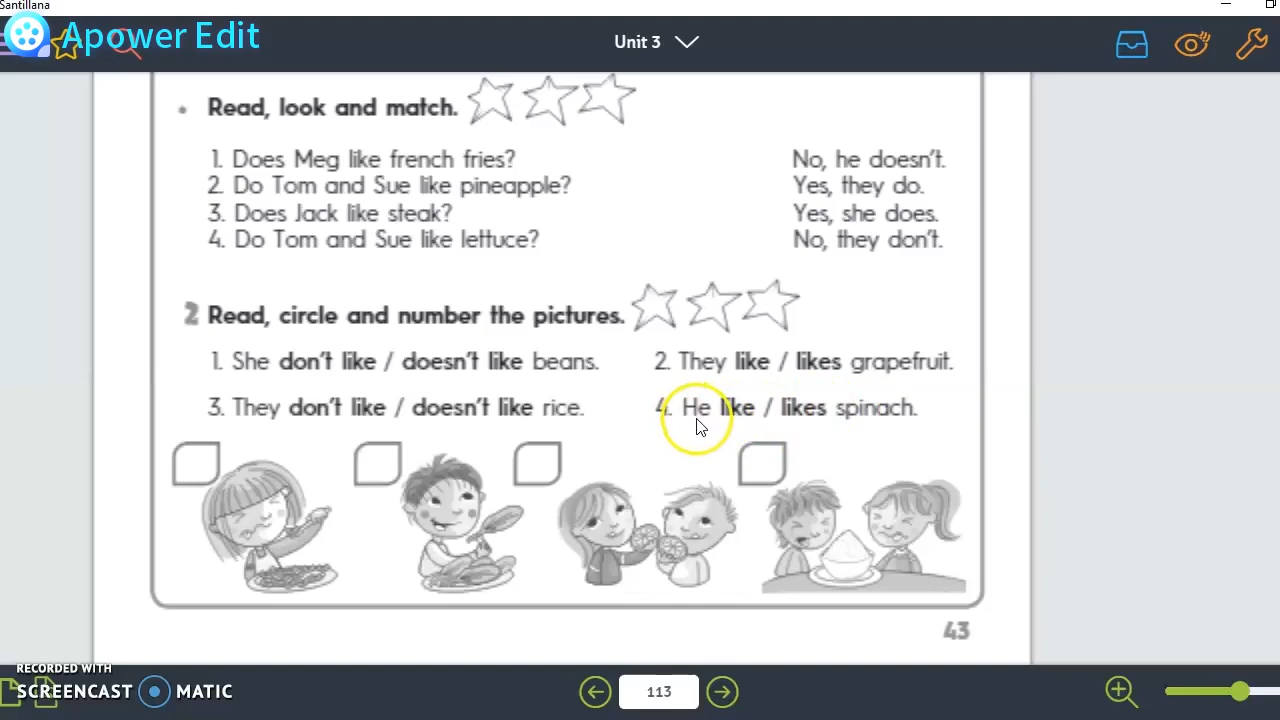 Santillana
Apower Edit
Unit 3
Read, look and match.
1. Does Meg like french fries? No, he doesn't.
2. Do Tom and Sue like pineapple? Yes, they do.
3. Does Jack like steak? Yes, she does.
4. Do Tom and Sue like lettuce? No, they don't.
2 Read, circle and number the pictures.
1. She don't like / doesn't like beans. 2. They like / likes grapefruit.
3. They don't like / doesn't like rice. 4. He like / likes spinach.
43
RECORDED WITH
SCREENCAST MATIC
113